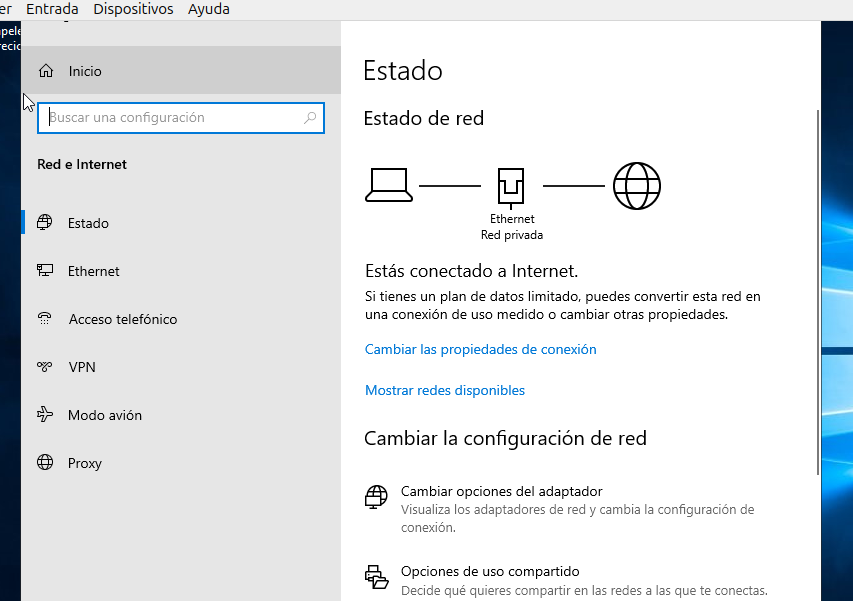 er Entrada Dispositivos Ayuda
Inicio
Buscar una configuración
Red e Internet
Estado
Ethernet
Acceso telefónico
VPN
Modo avión
Proxy
Estado
Estado de red
Ethernet
Red privada
Estás conectado a Internet.
Si tienes un plan de datos limitado, puedes convertir esta red en
una conexión de uso medido o cambiar otras propiedades.
Cambiar las propiedades de conexión
Mostrar redes disponibles
Cambiar la configuración de red
Cambiar opciones del adaptador
Visualiza los adaptadores de red y cambia la configuración de
conexión.
Opciones de uso compartido
Decide qué quieres compartir en las redes a las que te conectas.